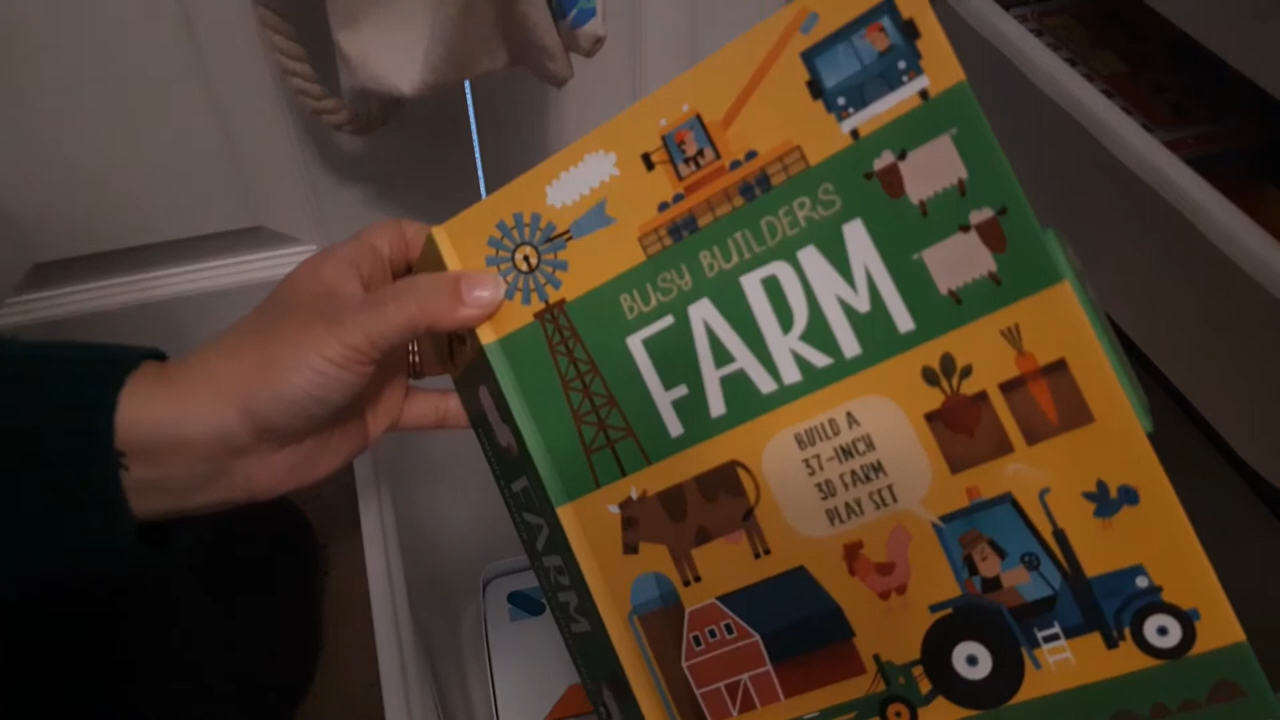 BUSY BUILDERS
FARM
BUILD A
37-INCH
3D FARM
PLAY SET
FARM